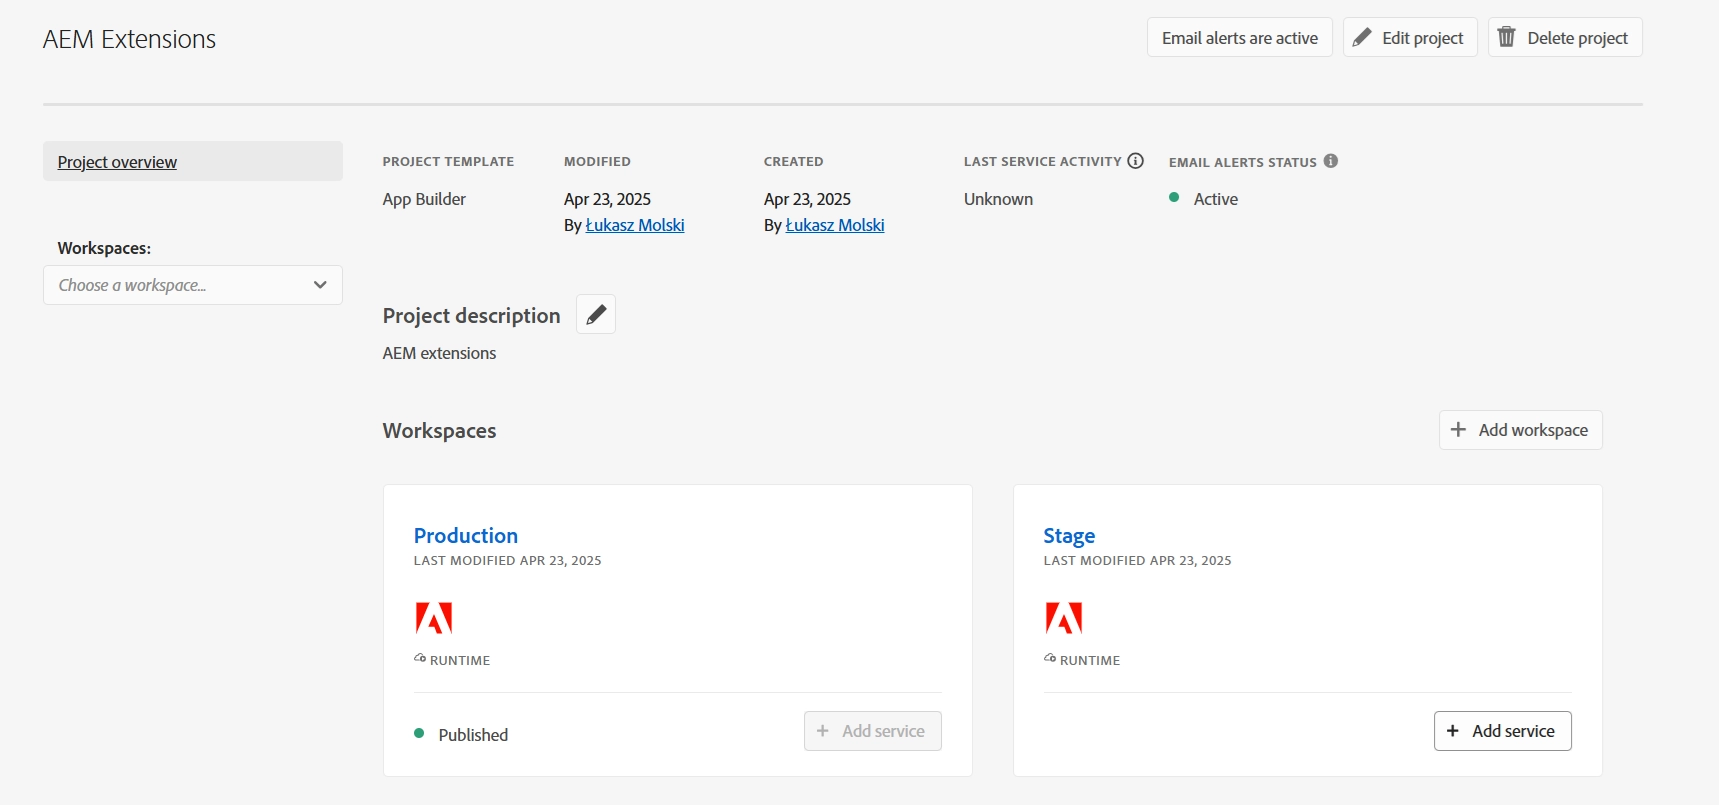 AEM Extensions
Email alerts are active
Edit project
Delete project
Project overview
Workspaces:
Choose a workspace...
PROJECT TEMPLATE
App Builder
MODIFIED
Apr 23, 2025
By Łukasz Molski
CREATED
Apr 23, 2025
By Łukasz Molski
LAST SERVICE ACTIVITY
Unknown
EMAIL ALERTS STATUS
Active
Project description
AEM extensions
Workspaces
Add workspace
Production
LAST MODIFIED APR 23, 2025
RUNTIME
Published
Add service
Stage
LAST MODIFIED APR 23, 2025
RUNTIME
Add service